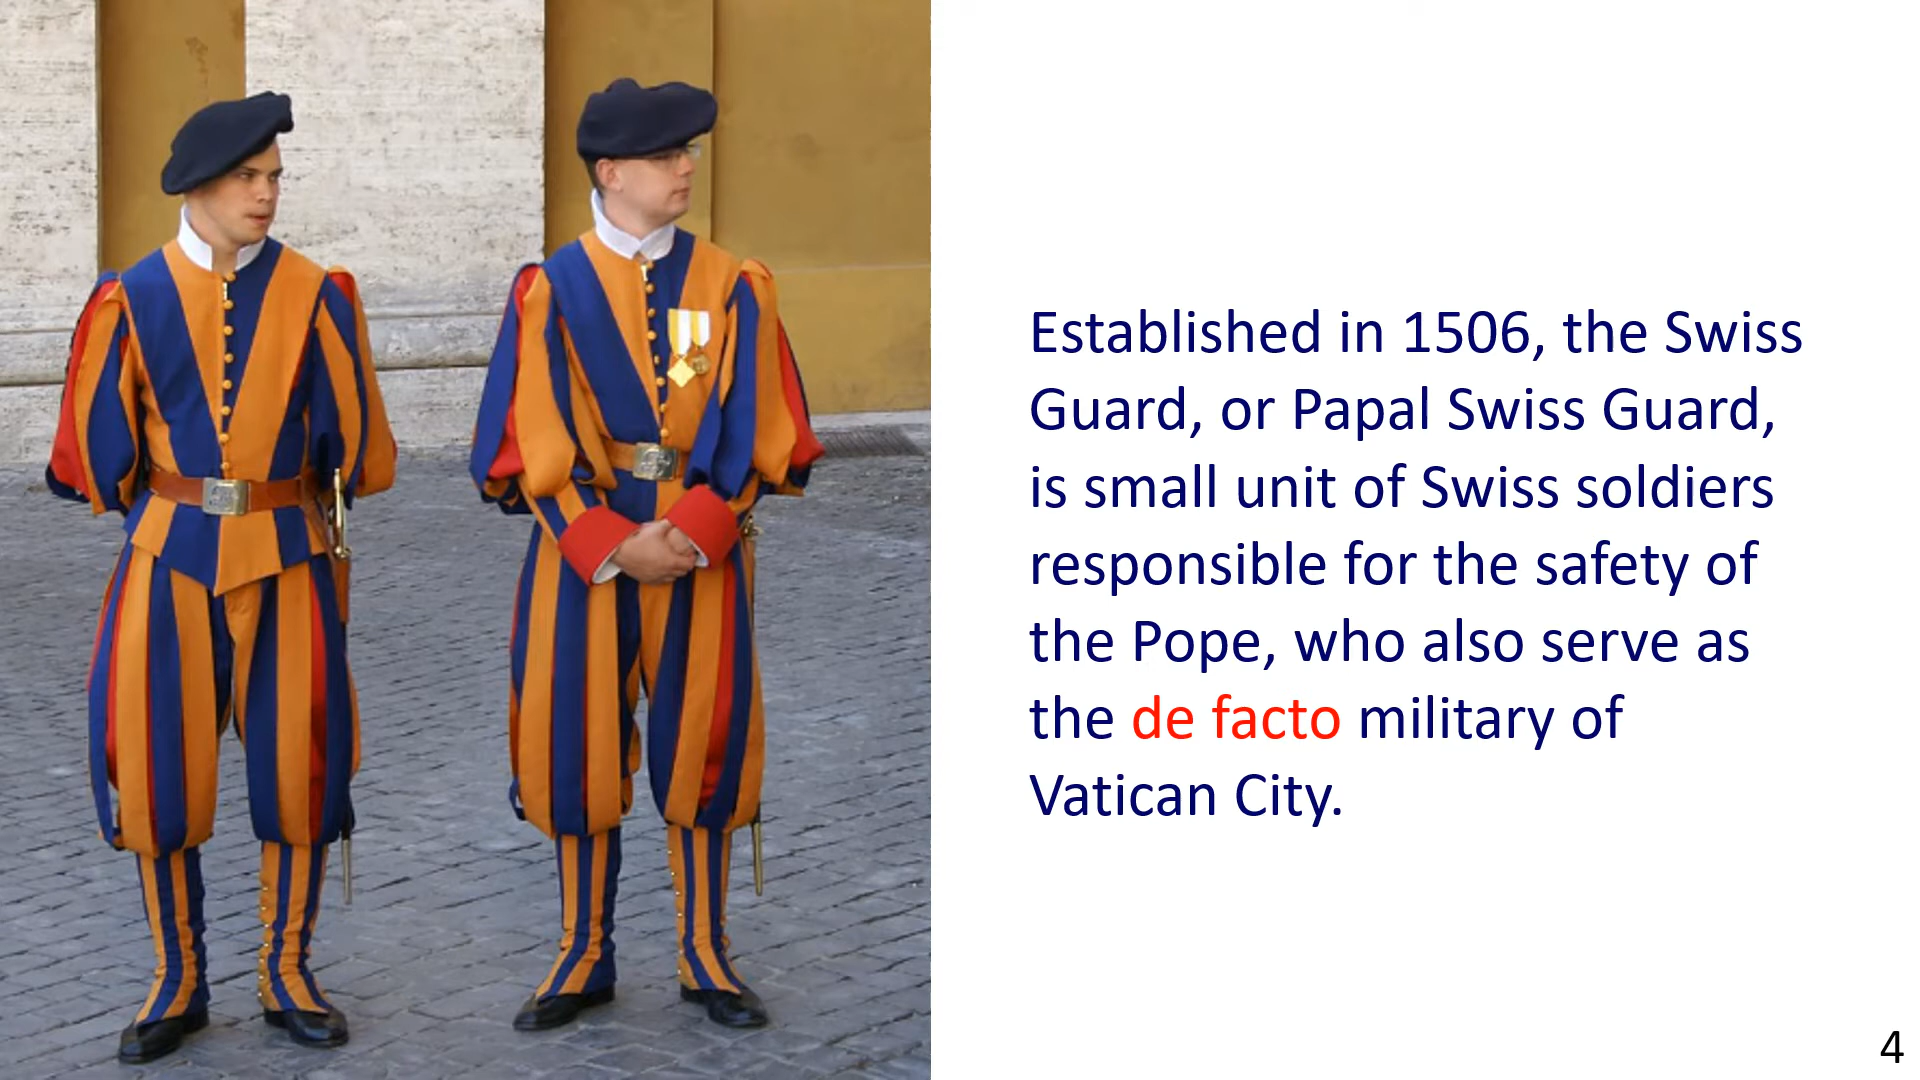 Established in 1506, the Swiss
Guard, or Papal Swiss Guard,
is small unit of Swiss soldiers
responsible for the safety of
the Pope, who also serve as
the de facto military of
Vatican City.
4